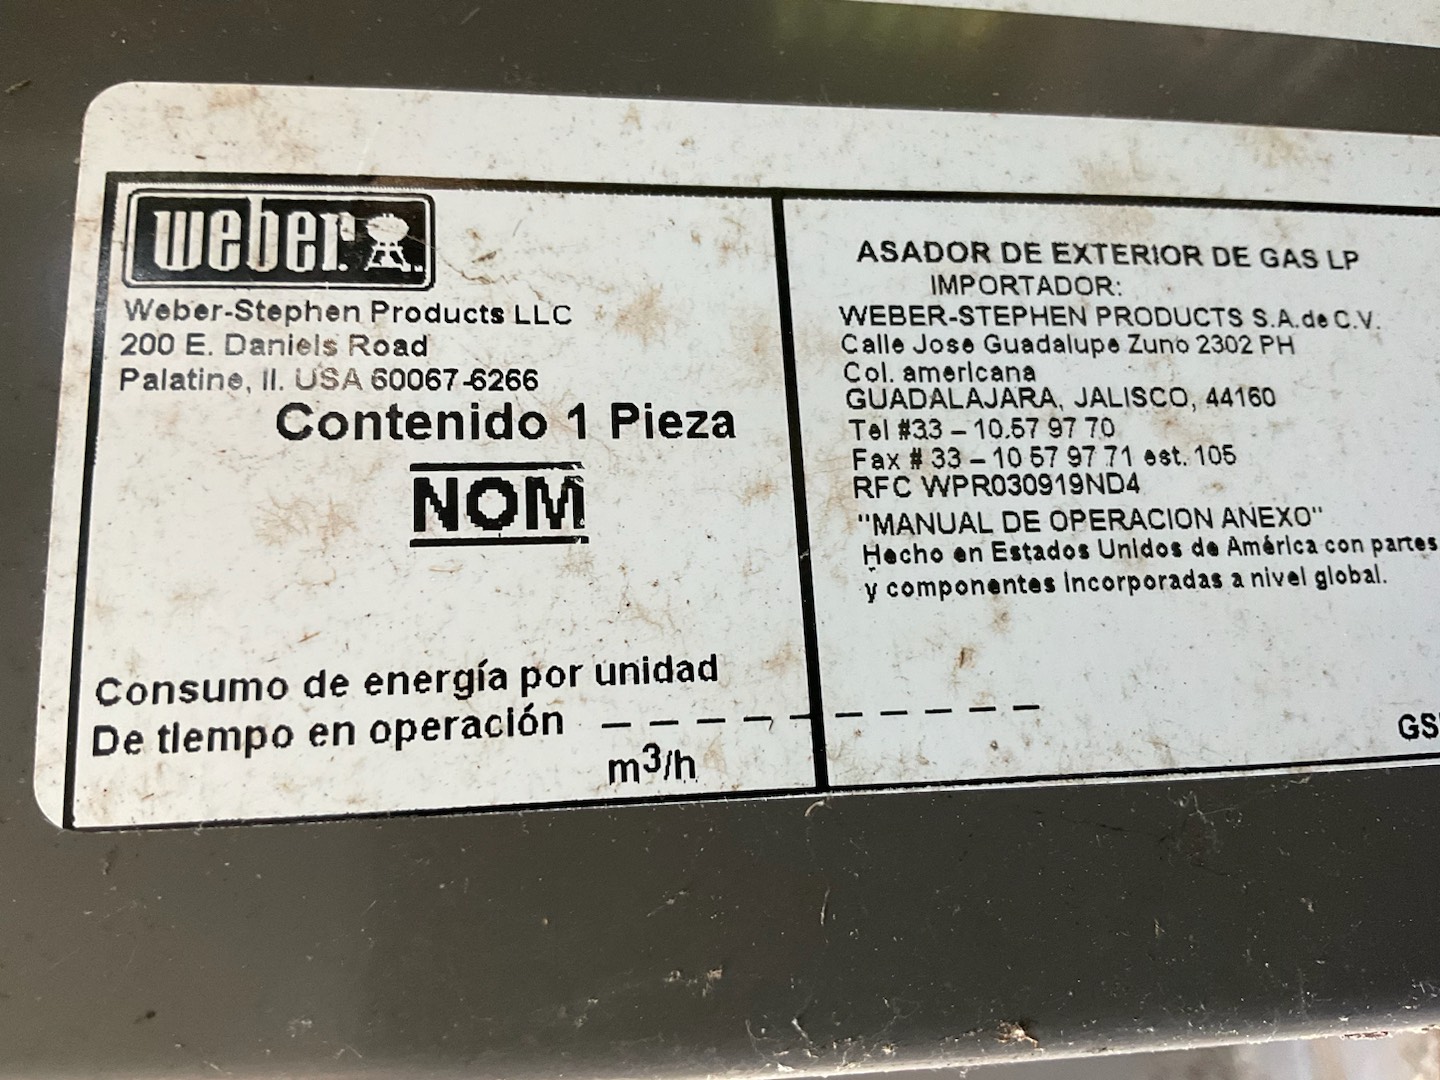 weber
Weber-Stephen Products LLC
200 E. Daniels Road
Palatine, Il. USA 60067-6266
Contenido 1 Pieza
NOM
Consumo de energía por unidad
De tiempo en operación _ _ _ _ _ _ _ _ _ _
m3/h
ASADOR DE EXTERIOR DE GAS LP
IMPORTADOR:
WEBER-STEPHEN PRODUCTS S.A.de C.V.
Calle Jose Guadalupe Zuno 2302 PH
Col. americana
GUADALAJARA, JALISCO, 44160
Tel #33 – 10.57 97 70
Fax # 33 – 10 57 97 71 est. 105
RFC WPR030919ND4
"MANUAL DE OPERACION ANEXO"
Hecho en Estados Unidos de América con partes
y componentes incorporadas a nivel global.
GS